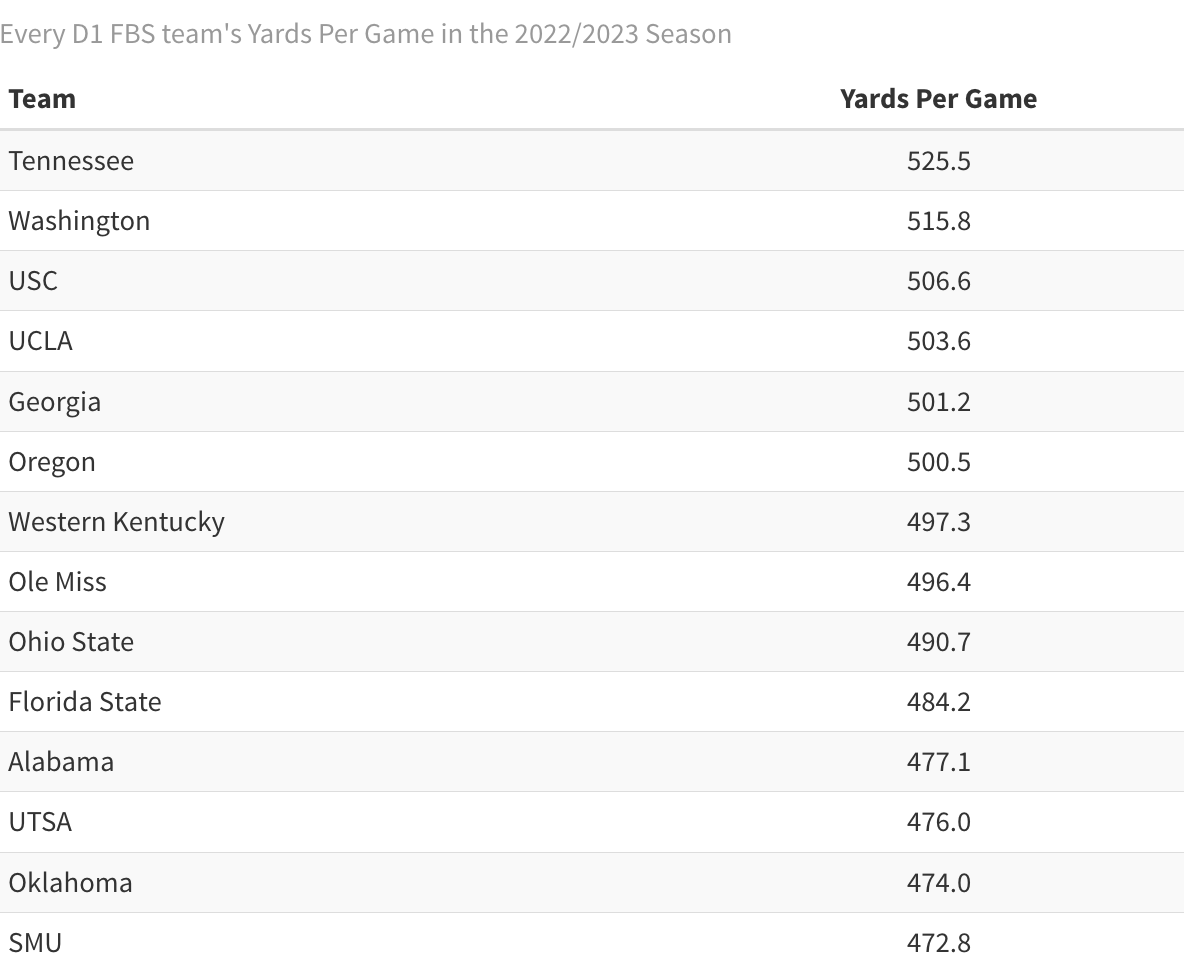 Every D1 FBS team's Yards Per Game in the 2022/2023 Season
Team Yards Per Game
Tennessee 525.5
Washington 515.8
USC 506.6
UCLA 503.6
Georgia 501.2
Oregon 500.5
Western Kentucky 497.3
Ole Miss 496.4
Ohio State 490.7
Florida State 484.2
Alabama 477.1
UTSA 476.0
Oklahoma 474.0
SMU 472.8